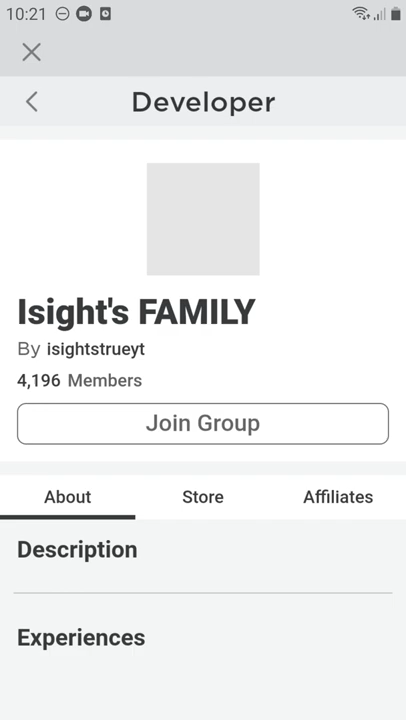 10:21
Developer
Isight's FAMILY
By isightstrueyt
4,196 Members
Join Group
About Store Affiliates
Description
Experiences